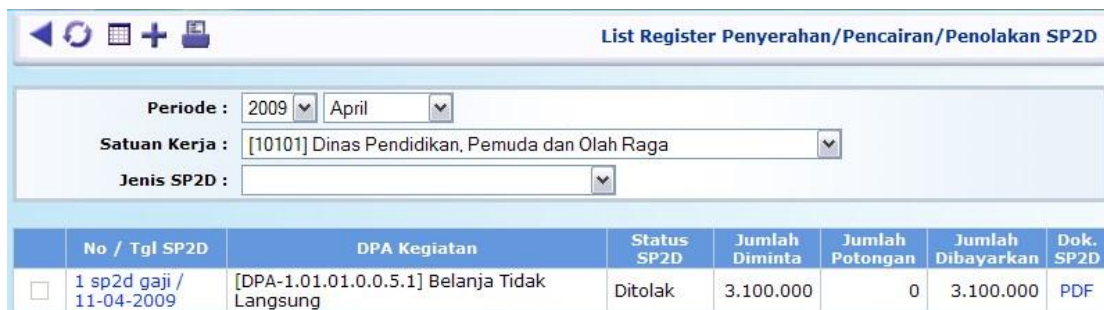 List Register Penyerahan/Pencairan/Penolakan SP2D
Periode : 2009 April
Satuan Kerja : [10101] Dinas Pendidikan, Pemuda dan Olah Raga
Jenis SP2D :
No / Tgl SP2D DPA Kegiatan Status SP2D Jumlah Diminta Jumlah Potongan Jumlah Dibayarkan Dok. SP2D
1 sp2d gaji / [DPA-1.01.01.0.0.5.1] Belanja Tidak Ditolak 3.100.000 0 3.100.000 PDF
11-04-2009 Langsung